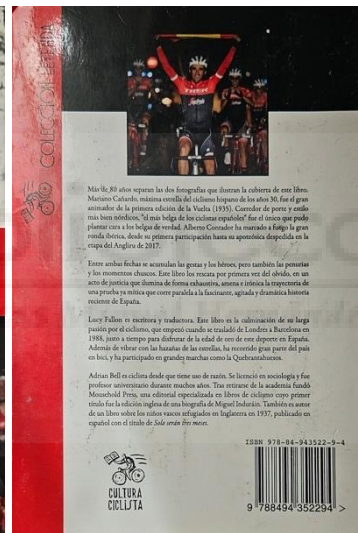 COLECCIÓN LEYENDA
TREK
Más de 80 años separan las dos fotografías que ilustran la cubierta de este libro.
Mariano Cañardo, máxima estrella del ciclismo hispano de los años 30, fue el gran
animador de la primera edición de la Vuelta (1935). Corredor de porte y estilo
más bien nórdicos, "el más belga de los ciclistas españoles" fue el único que pudo
plantar cara a los belgas de verdad. Alberto Contador ha marcado a fuego la gran
ronda ibérica, desde su primera participación hasta su apoteósica despedida en la
etapa del Angliru de 2017.
Entre ambas fechas se acumulan las gestas y los héroes, pero también las penurias
y los momentos chuscos. Este libro los rescata por primera vez del olvido, en un
acto de justicia que ilumina de forma exhaustiva, amena e irónica la trayectoria de
una prueba ya mítica que corre paralela a la fascinante, agitada y dramática historia
reciente de España.
Lucy Fallon es escritora y traductora. Este libro es la culminación de su larga
pasión por el ciclismo, que empezó cuando se trasladó de Londres a Barcelona en
1988, justo a tiempo para disfrutar de la edad de oro de este deporte en España.
Además de vibrar con las hazañas de las estrellas, ha recorrido gran parte del país
en bici, y ha participado en grandes marchas como la Quebrantahuesos.
Adrian Bell es ciclista desde que tiene uso de razón. Se licenció en sociología y fue
profesor universitario durante muchos años. Tras retirarse de la academia fundó
Mousehold Press, una editorial especializada en libros de ciclismo cuyo primer
título fue la edición inglesa de una biografía de Miguel Induráin. También es autor
de un libro sobre los niños vascos refugiados en Inglaterra en 1937, publicado en
español con el título de Solo serán tres meses.
ISBN 978-84-943522-9-4
CULTURA
CICLISTA
9 788494 352294 >